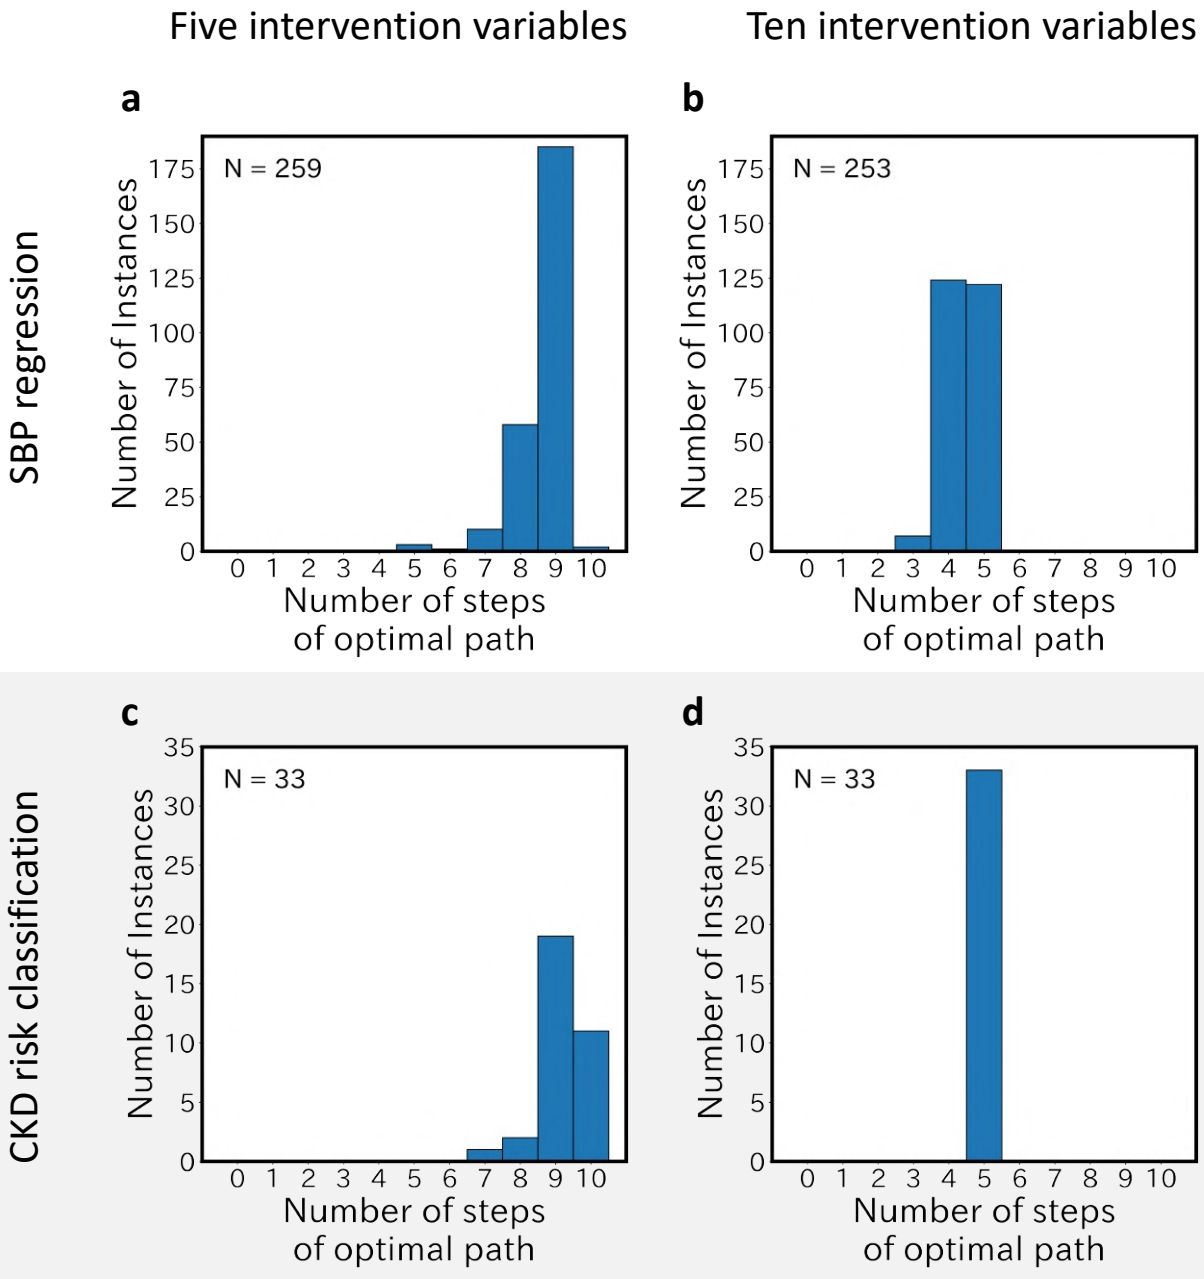 Five intervention variables
Ten intervention variables
SBP regression
a
N = 259
Number of Instances
175
150
125
100
75
50
25
0
0 1 2 3 4 5 6 7 8 9 10
Number of steps
of optimal path
b
N = 253
Number of Instances
175
150
125
100
75
50
25
0
0 1 2 3 4 5 6 7 8 9 10
Number of steps
of optimal path
CKD risk classification
c
N = 33
Number of Instances
35
30
25
20
15
10
5
0
0 1 2 3 4 5 6 7 8 9 10
Number of steps
of optimal path
d
N = 33
Number of Instances
35
30
25
20
15
10
5
0
0 1 2 3 4 5 6 7 8 9 10
Number of steps
of optimal path